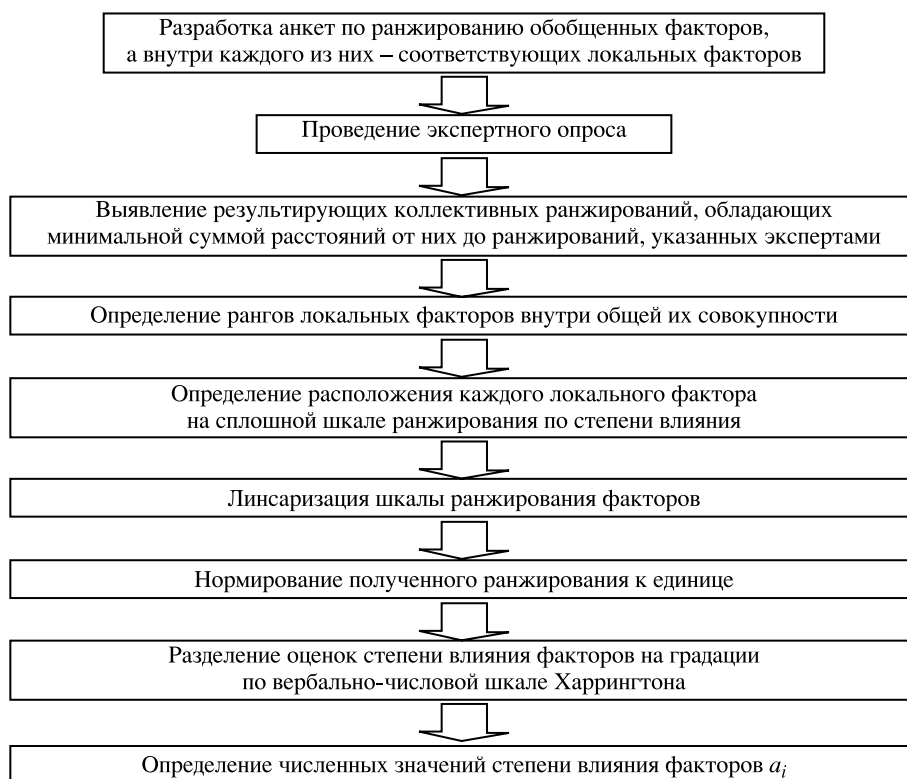 Разработка анкет по ранжированию обобщенных факторов,
а внутри каждого из них – соответствующих локальных факторов
Проведение экспертного опроса
Выявление результирующих коллективных ранжирований, обладающих
минимальной суммой расстояний от них до ранжирований, указанных экспертами
Определение рангов локальных факторов внутри общей их совокупности
Определение расположения каждого локального фактора
на сплошной шкале ранжирования по степени влияния
Линсаризация шкалы ранжирования факторов
Нормирование полученного ранжирования к единице
Разделение оценок степени влияния факторов на градации
по вербально-числовой шкале Харрингтона
Определение численных значений степени влияния факторов aᵢ